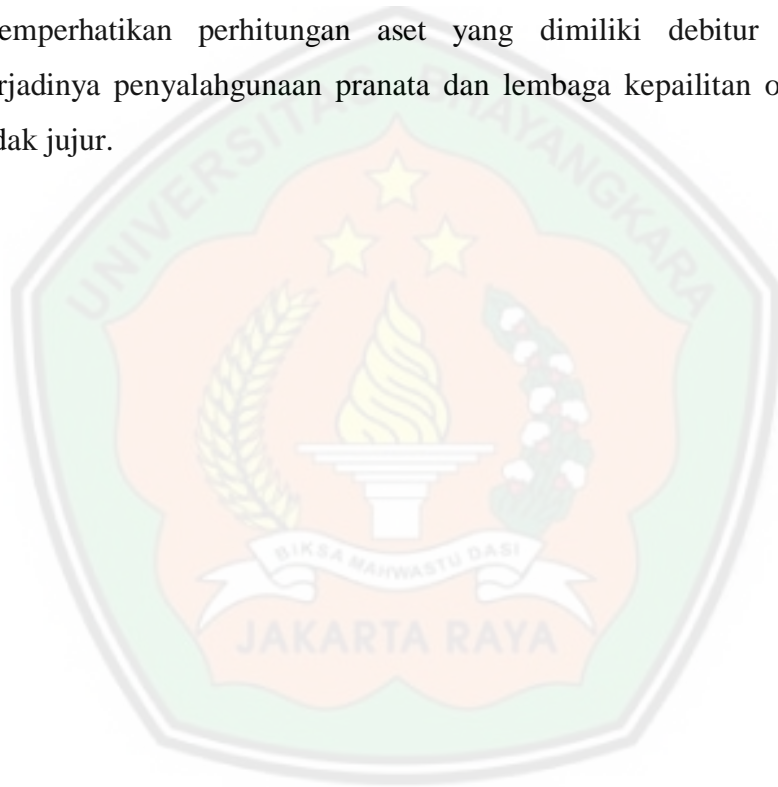 emperhatikan perhitungan aset yang dimiliki debitur
rjadinya penyalahgunaan pranata dan lembaga kepailitan o
dak jujur.
UNIVERSITAS BHAYANGKARA
BIKSA MAHWASTU DASI
JAKARTA RAYA